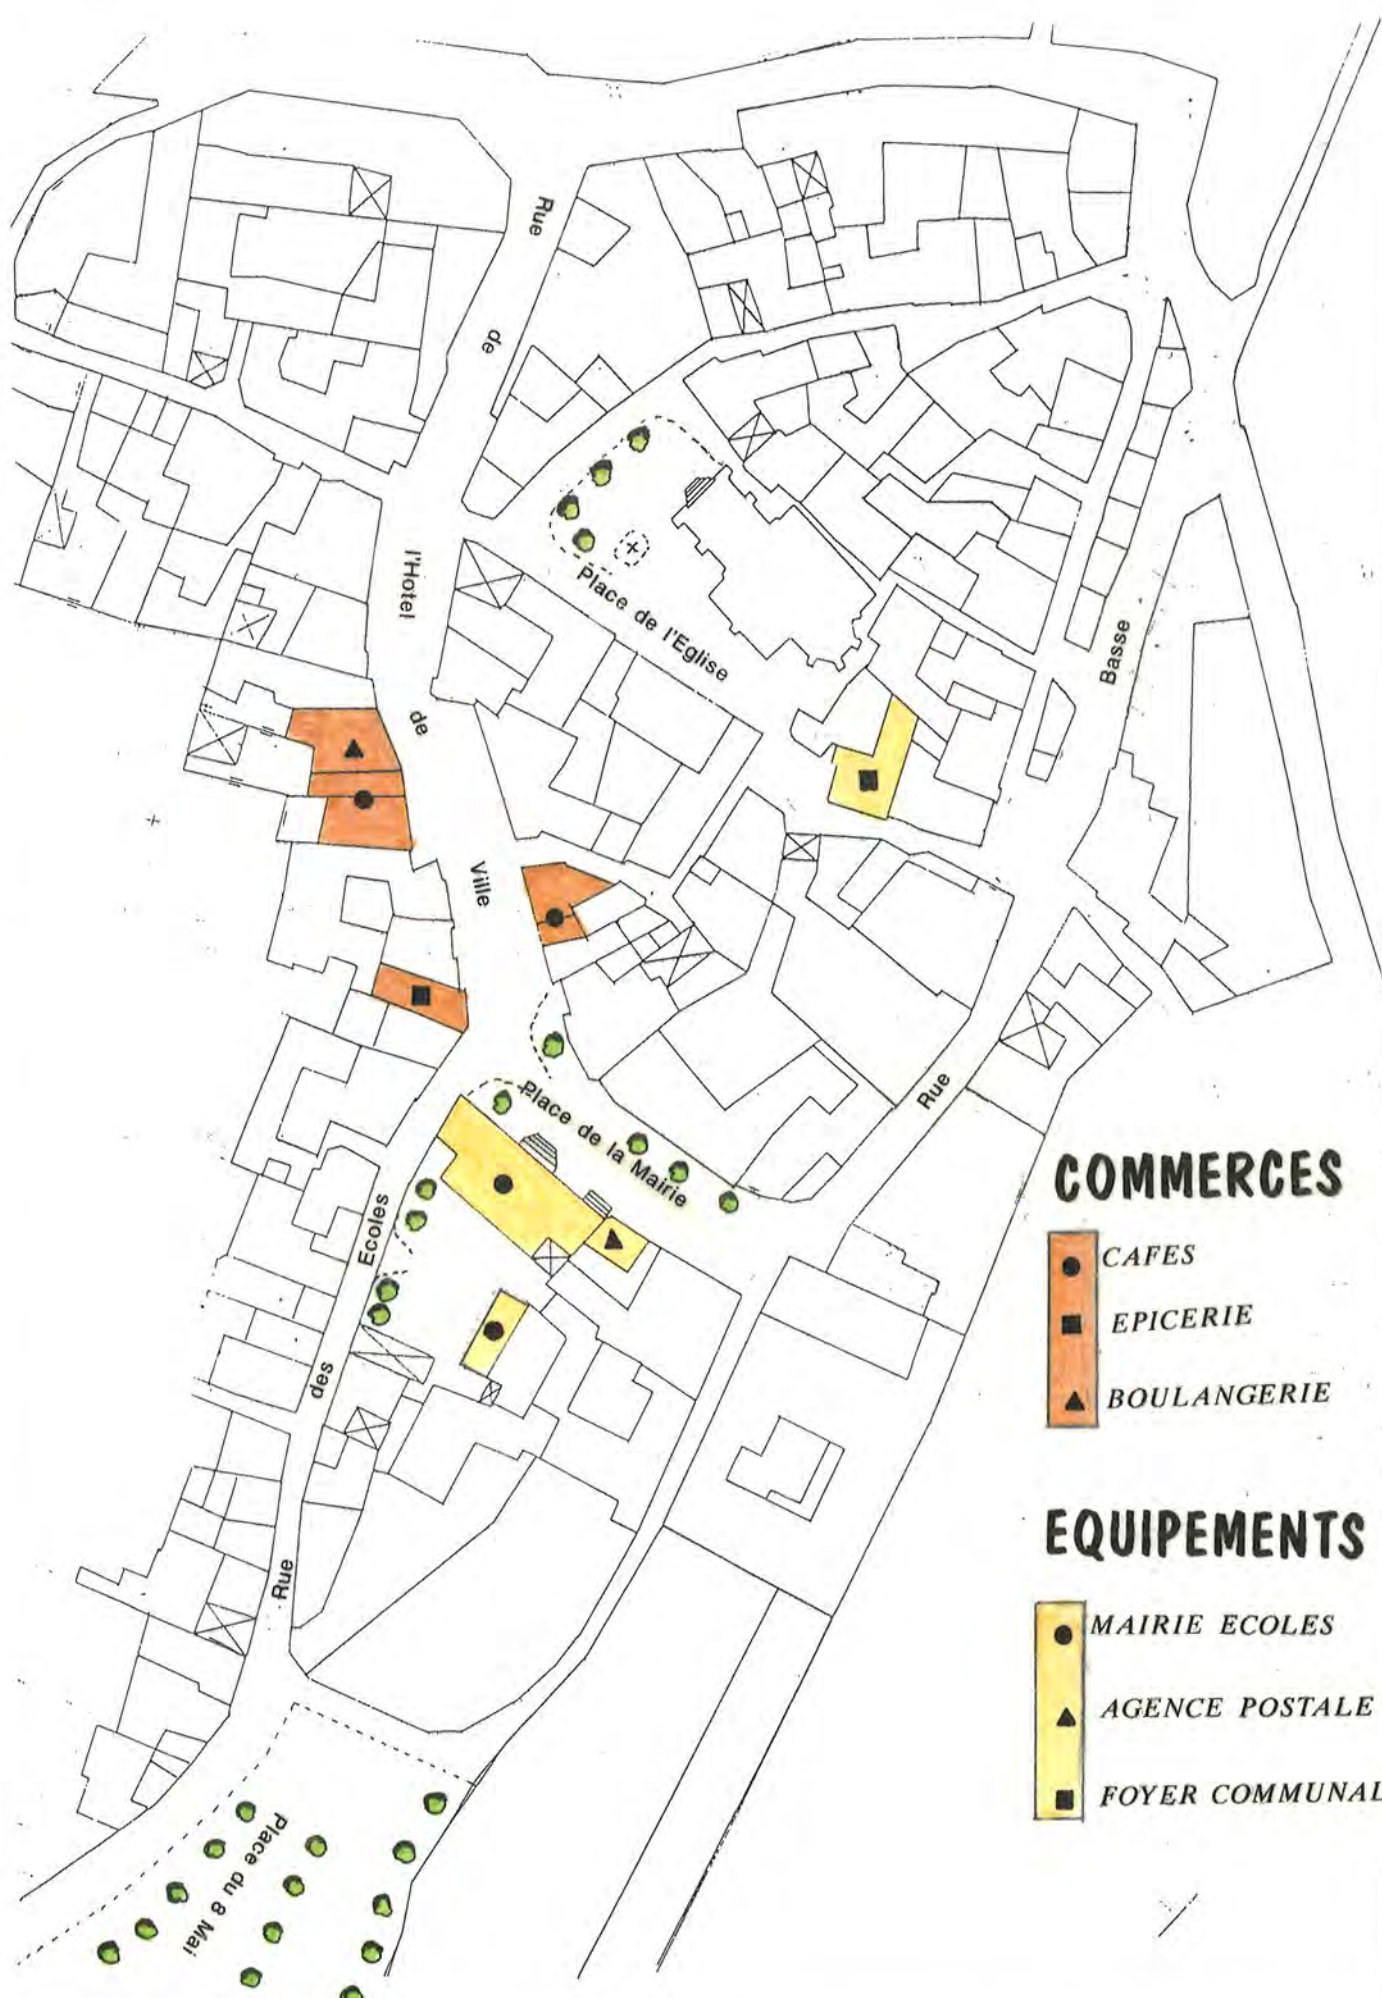 Rue
de
l'Hotel
de
Ville
Place de l'Eglise
Basse
Rue
Place de la Mairie
Ecoles
des
Rue
Place du 8 Mai
COMMERCES
CAFES
EPICERIE
BOULANGERIE
EQUIPEMENTS
MAIRIE ECOLES
AGENCE POSTALE
FOYER COMMUNAL